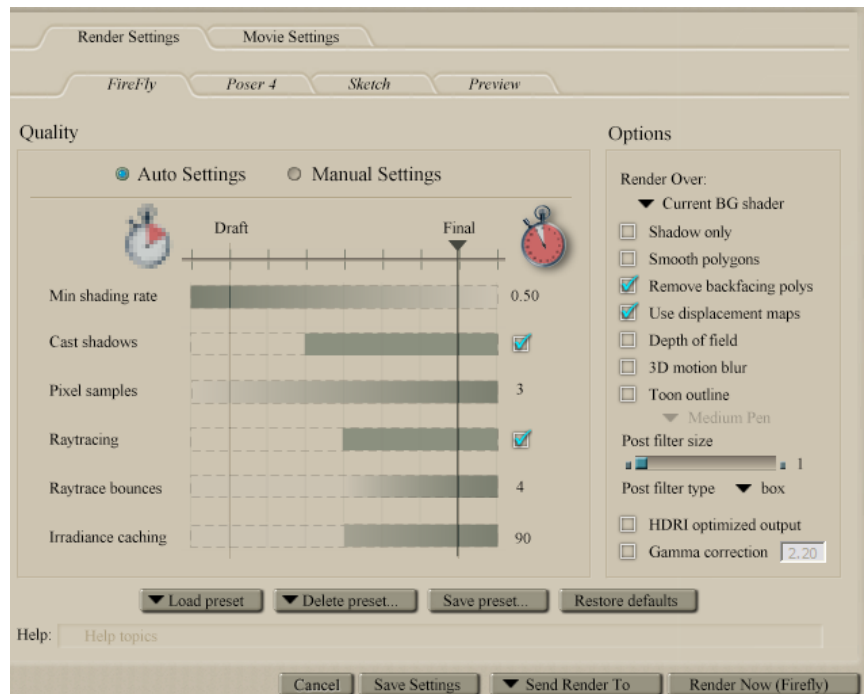 Render Settings Movie Settings
FireFly Poser 4 Sketch Preview
Quality
Auto Settings Manual Settings
Draft Final
Min shading rate 0.50
Cast shadows
Pixel samples 3
Raytracing
Raytrace bounces 4
Irradiance caching 90
Options
Render Over:
Current BG shader
Shadow only
Smooth polygons
Remove backfacing polys
Use displacement maps
Depth of field
3D motion blur
Toon outline
Medium Pen
Post filter size
1
Post filter type box
HDRI optimized output
Gamma correction 2.20
Load preset Delete preset... Save preset... Restore defaults
Help: Help topics
Cancel Save Settings Send Render To Render Now (Firefly)